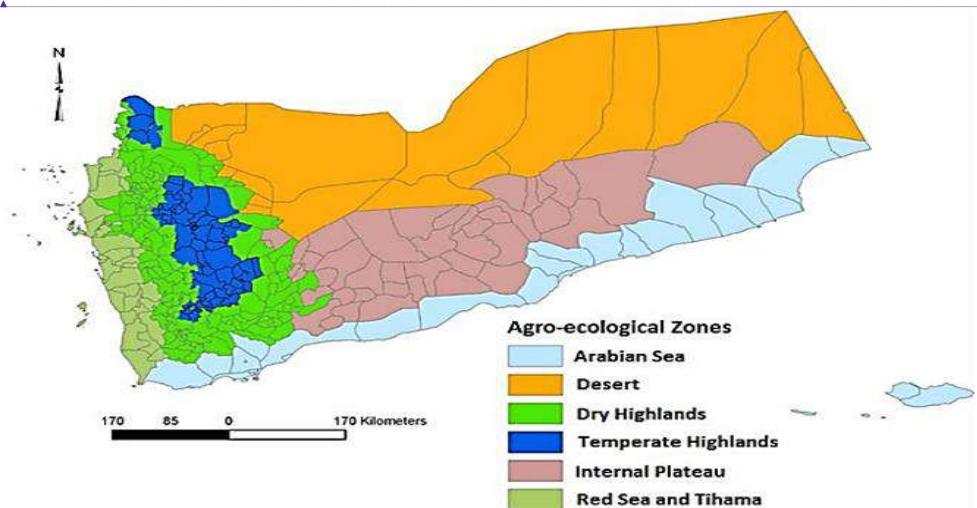 N
Agro-ecological Zones
Arabian Sea
Desert
Dry Highlands
Temperate Highlands
Internal Plateau
Red Sea and Tihama
170 85 0 170 Kilometers